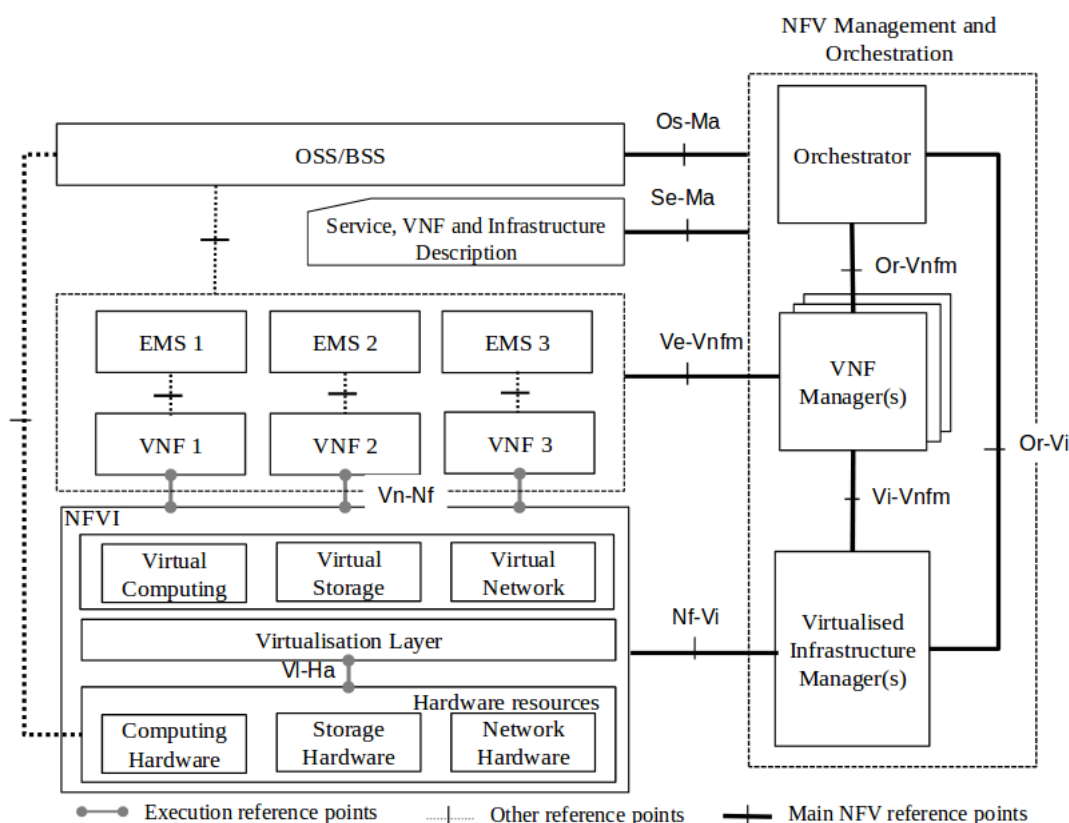 NFV Management and
Orchestration
Os-Ma
OSS/BSS
Orchestrator
Se-Ma
Service, VNF and Infrastructure
Description
Or-Vnfm
EMS 1
EMS 2
EMS 3
Ve-Vnfm
VNF
Manager(s)
VNF 1
VNF 2
VNF 3
Or-Vi
Vn-Nf
Vi-Vnfm
NFVI
Virtual
Computing
Virtual
Storage
Virtual
Network
Nf-Vi
Virtualised
Infrastructure
Manager(s)
Virtualisation Layer
Vl-Ha
Hardware resources
Computing
Hardware
Storage
Hardware
Network
Hardware
Execution reference points
Other reference points
Main NFV reference points